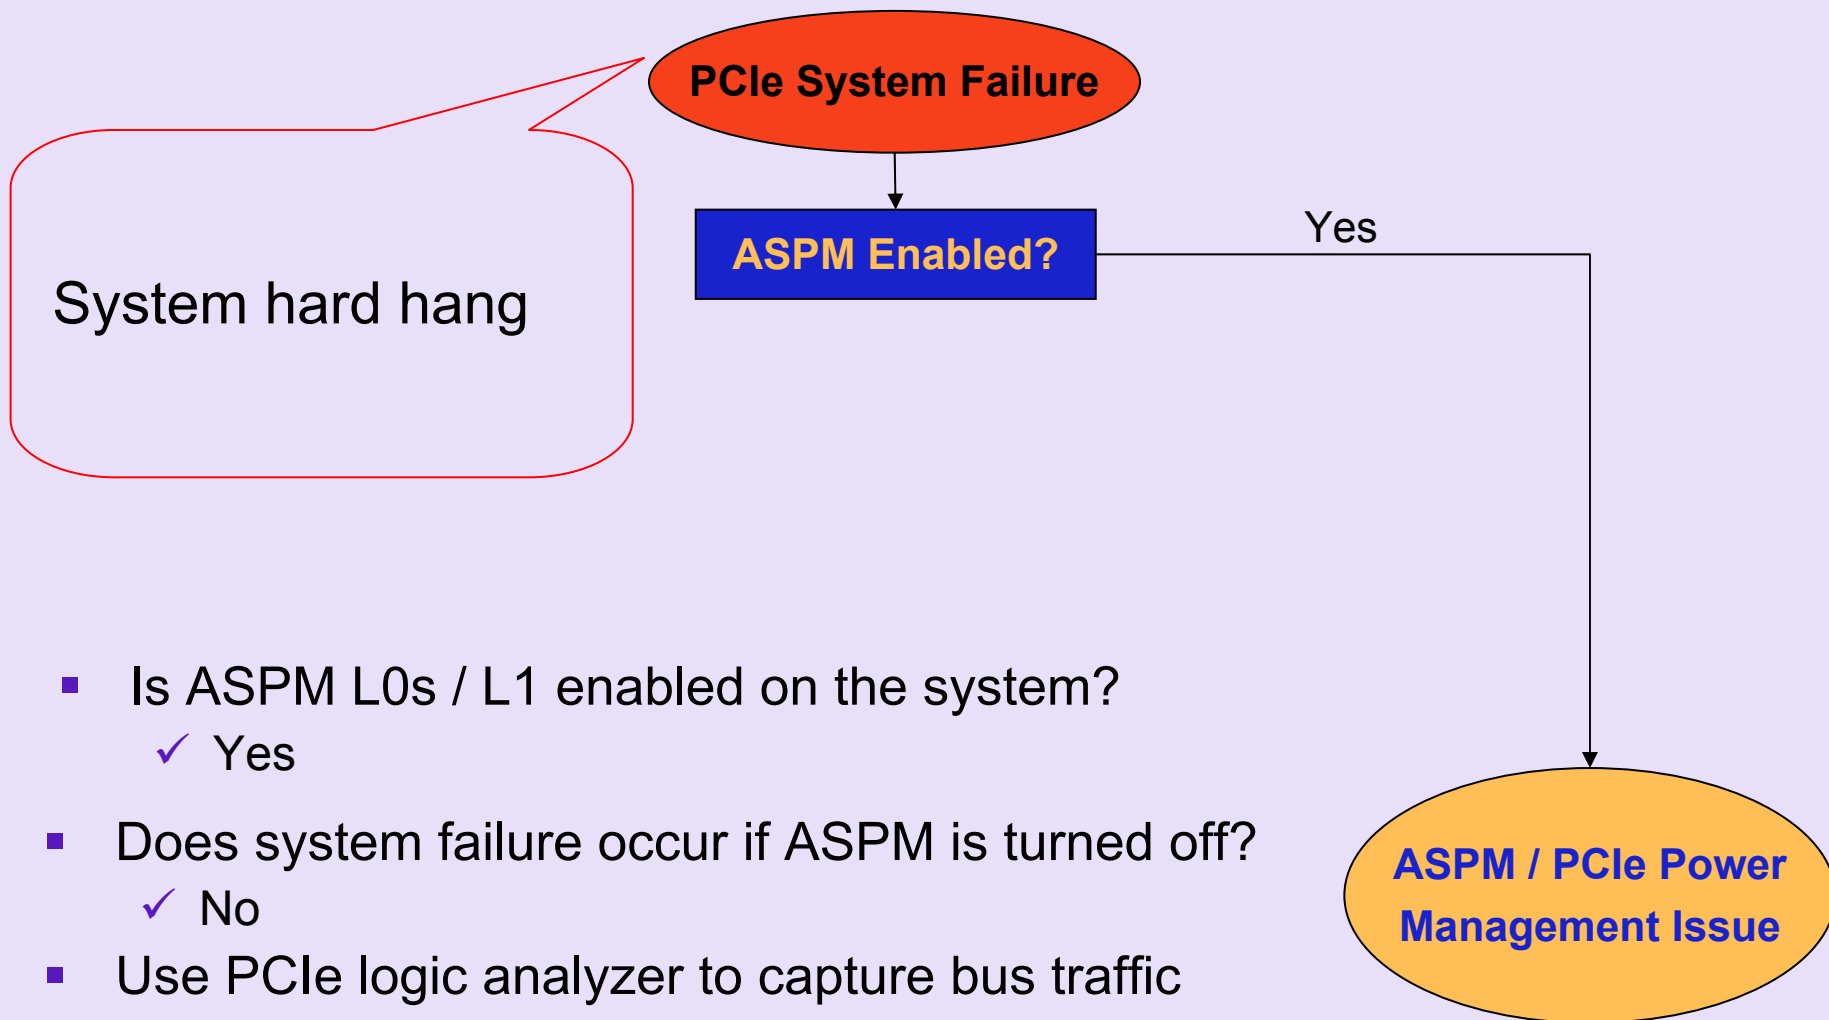 PCIe System Failure
System hard hang
ASPM Enabled?
Yes
▪ Is ASPM L0s / L1 enabled on the system?
✓ Yes
▪ Does system failure occur if ASPM is turned off?
✓ No
▪ Use PCIe logic analyzer to capture bus traffic
ASPM / PCIe Power
Management Issue